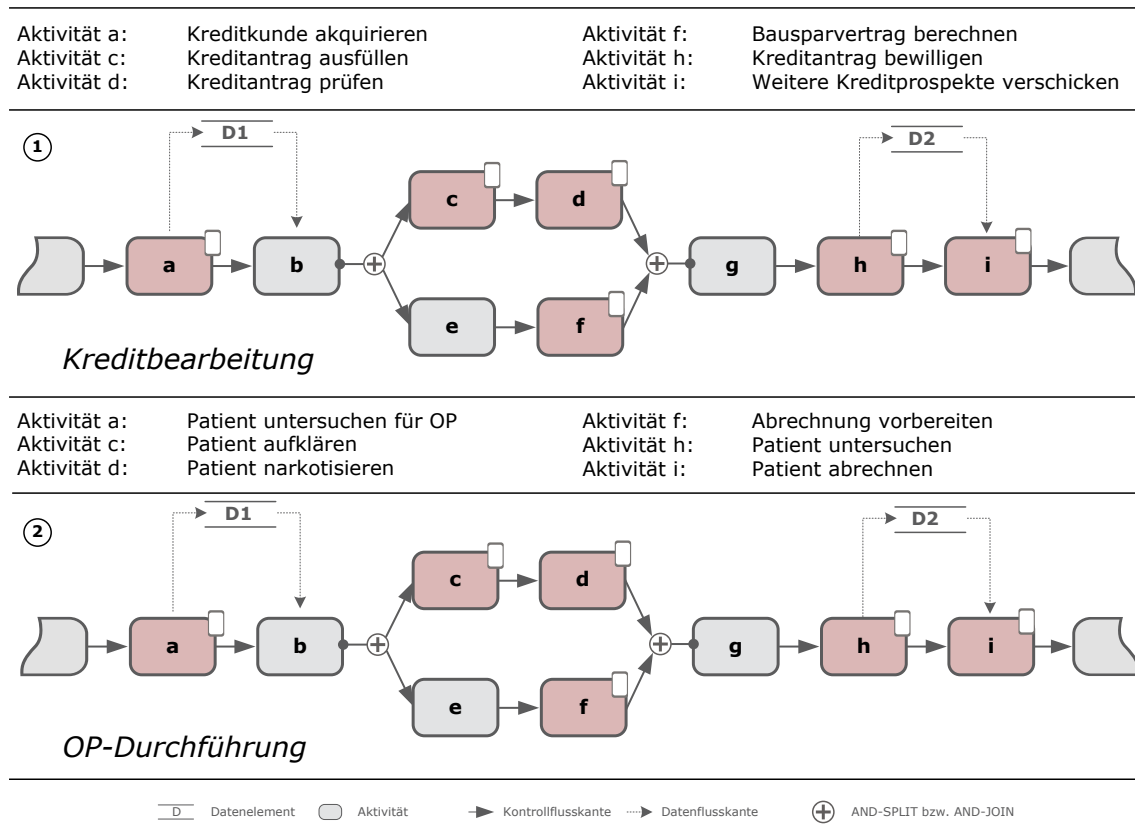 Aktivität a: Kreditkunde akquirieren Aktivität f: Bausparvertrag berechnen
Aktivität c: Kreditantrag ausfüllen Aktivität h: Kreditantrag bewilligen
Aktivität d: Kreditantrag prüfen Aktivität i: Weitere Kreditprospekte verschicken
1
D1
D2
c
d
a
b
g
h
i
e
f
Kreditbearbeitung
Aktivität a: Patient untersuchen für OP Aktivität f: Abrechnung vorbereiten
Aktivität c: Patient aufklären Aktivität h: Patient untersuchen
Aktivität d: Patient narkotisieren Aktivität i: Patient abrechnen
2
D1
D2
c
d
a
b
g
h
i
e
f
OP-Durchführung
D Datenelement Aktivität Kontrollflusskante Datenflusskante AND-SPLIT bzw. AND-JOIN